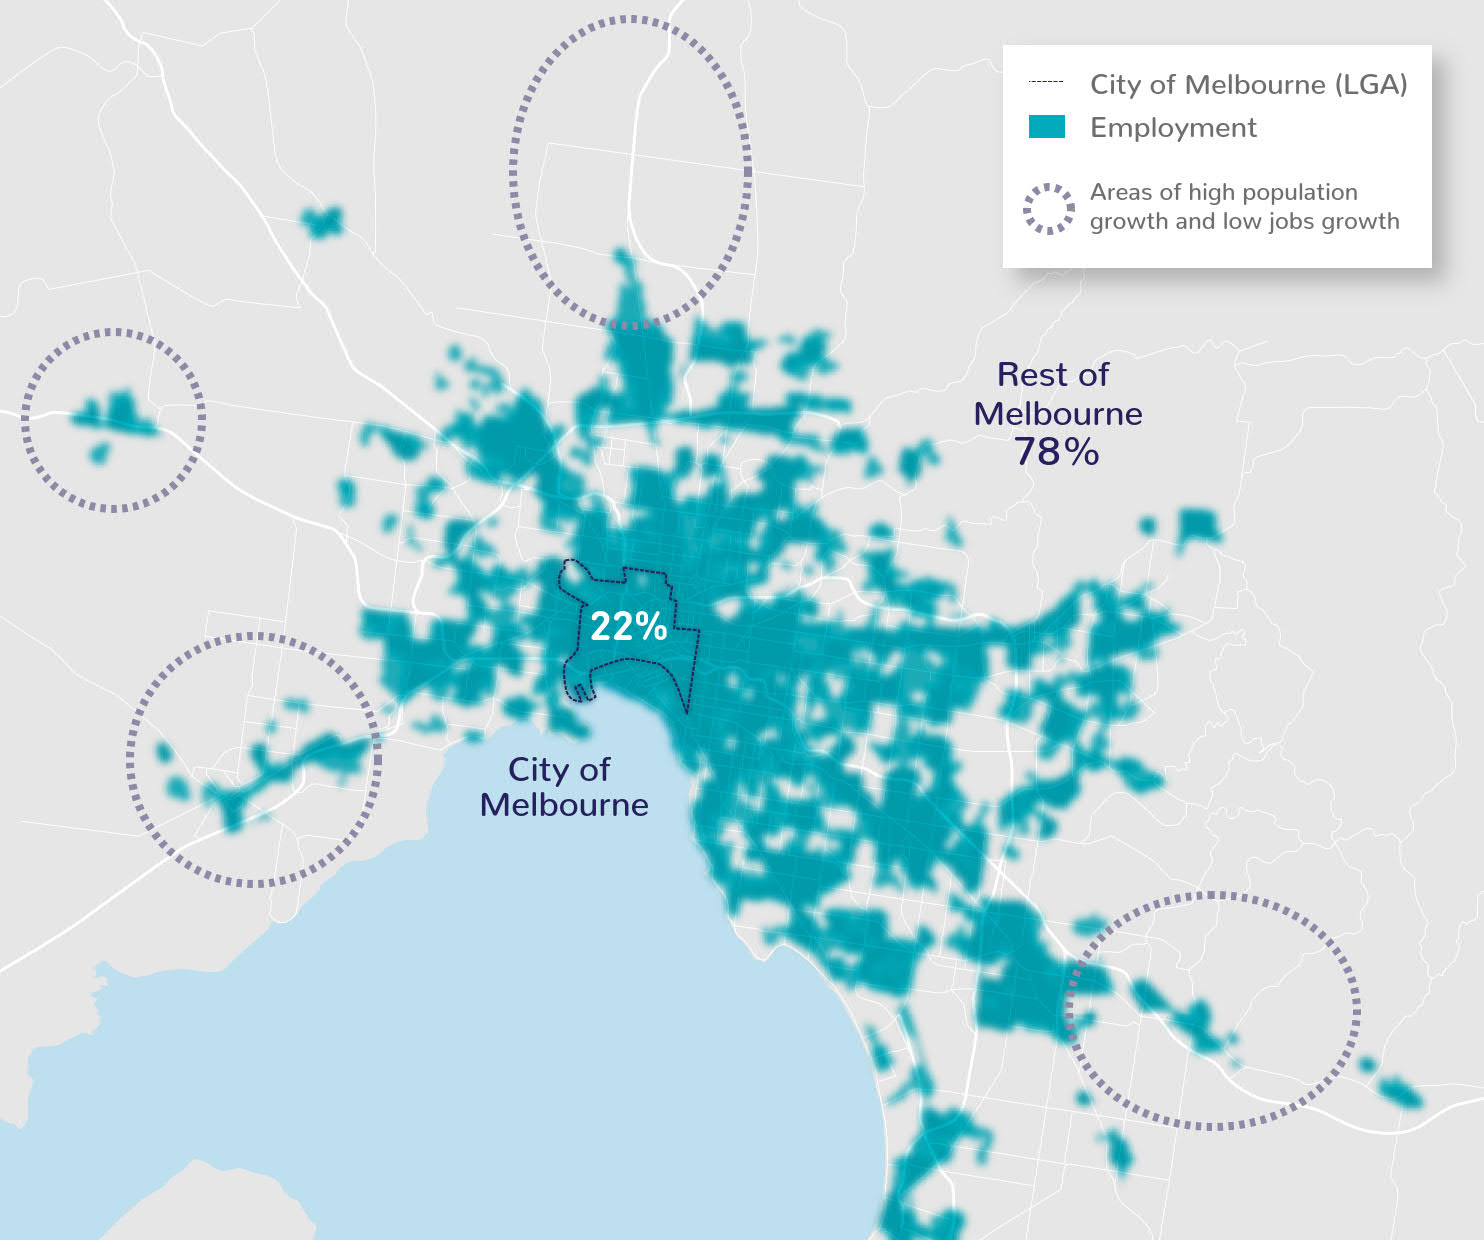 City of Melbourne (LGA)
Employment
Areas of high population
growth and low jobs growth
Rest of
Melbourne
78%
22%
City of
Melbourne